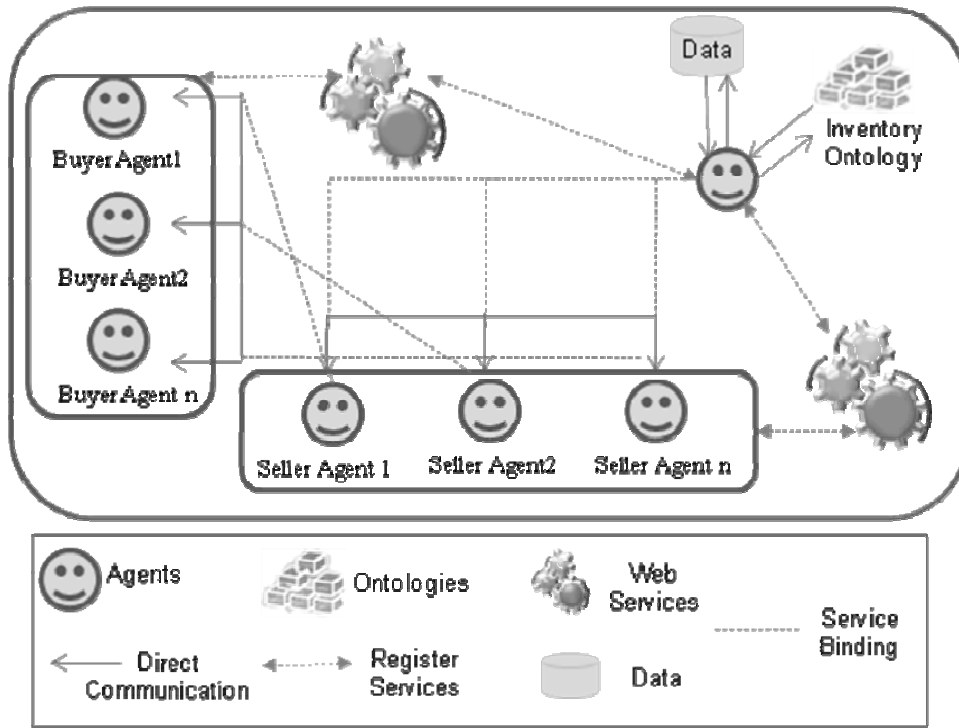 Data
Inventory
Ontology
BuyerAgent1
BuyerAgent2
BuyerAgent n
Seller Agent 1
Seller Agent2
Seller Agent n
Agents
Ontologies
Web
Services
Service
Binding
Direct
Communication
Register
Services
Data